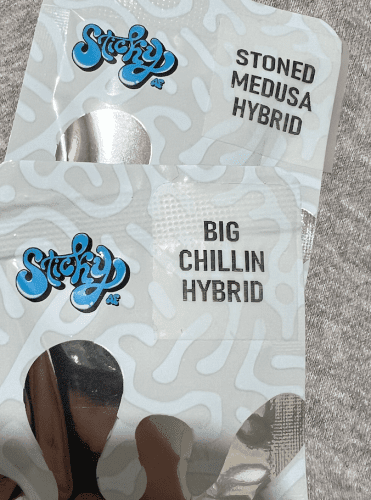 Sticky
AF
STONED
MEDUSA
HYBRID
Sticky
AF
BIG
CHILLIN
HYBRID